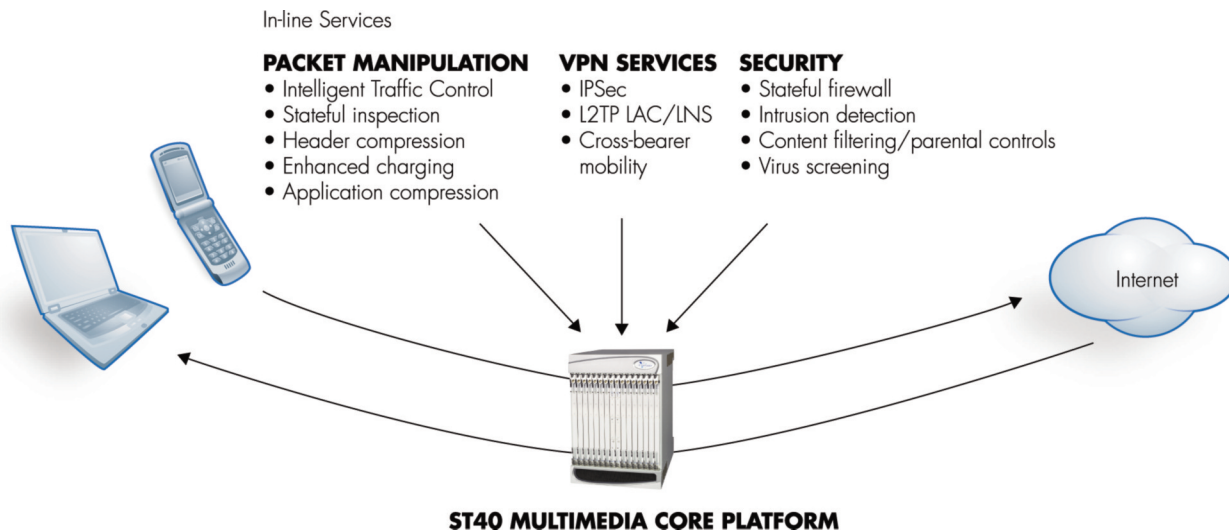 In-line Services
PACKET MANIPULATION
• Intelligent Traffic Control
• Stateful inspection
• Header compression
• Enhanced charging
• Application compression
VPN SERVICES
• IPSec
• L2TP LAC/LNS
• Cross-bearer
mobility
SECURITY
• Stateful firewall
• Intrusion detection
• Content filtering/parental controls
• Virus screening
Internet
ST40 MULTIMEDIA CORE PLATFORM